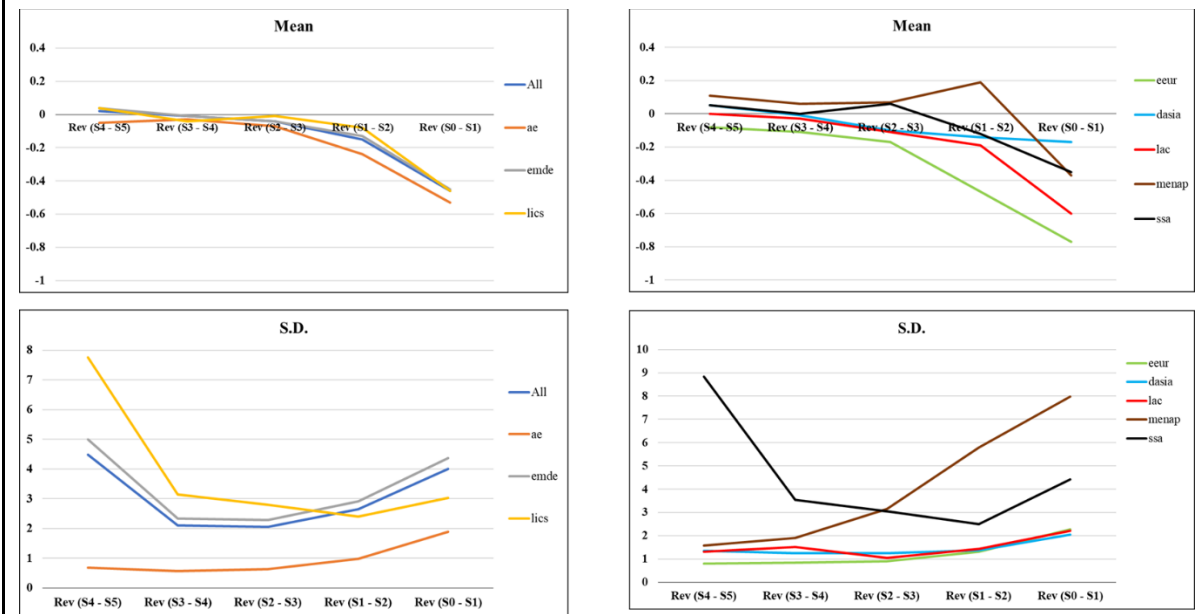 Mean
0.4
0.2
0
-0.2
-0.4
-0.6
-0.8
-1
Rev (S4 - S5) Rev (S3 - S4) Rev (S2 - S3) Rev (S1 - S2) Rev (S0 - S1)
All
ae
emde
lics
Mean
0.4
0.2
0
-0.2
-0.4
-0.6
-0.8
-1
Rev (S4 - S5) Rev (S3 - S4) Rev (S2 - S3) Rev (S1 - S2) Rev (S0 - S1)
eeur
dasia
lac
menap
ssa
S.D.
8
7
6
5
4
3
2
1
0
Rev (S4 - S5) Rev (S3 - S4) Rev (S2 - S3) Rev (S1 - S2) Rev (S0 - S1)
All
ae
emde
lics
S.D.
10
9
8
7
6
5
4
3
2
1
0
Rev (S4 - S5) Rev (S3 - S4) Rev (S2 - S3) Rev (S1 - S2) Rev (S0 - S1)
eeur
dasia
lac
menap
ssa